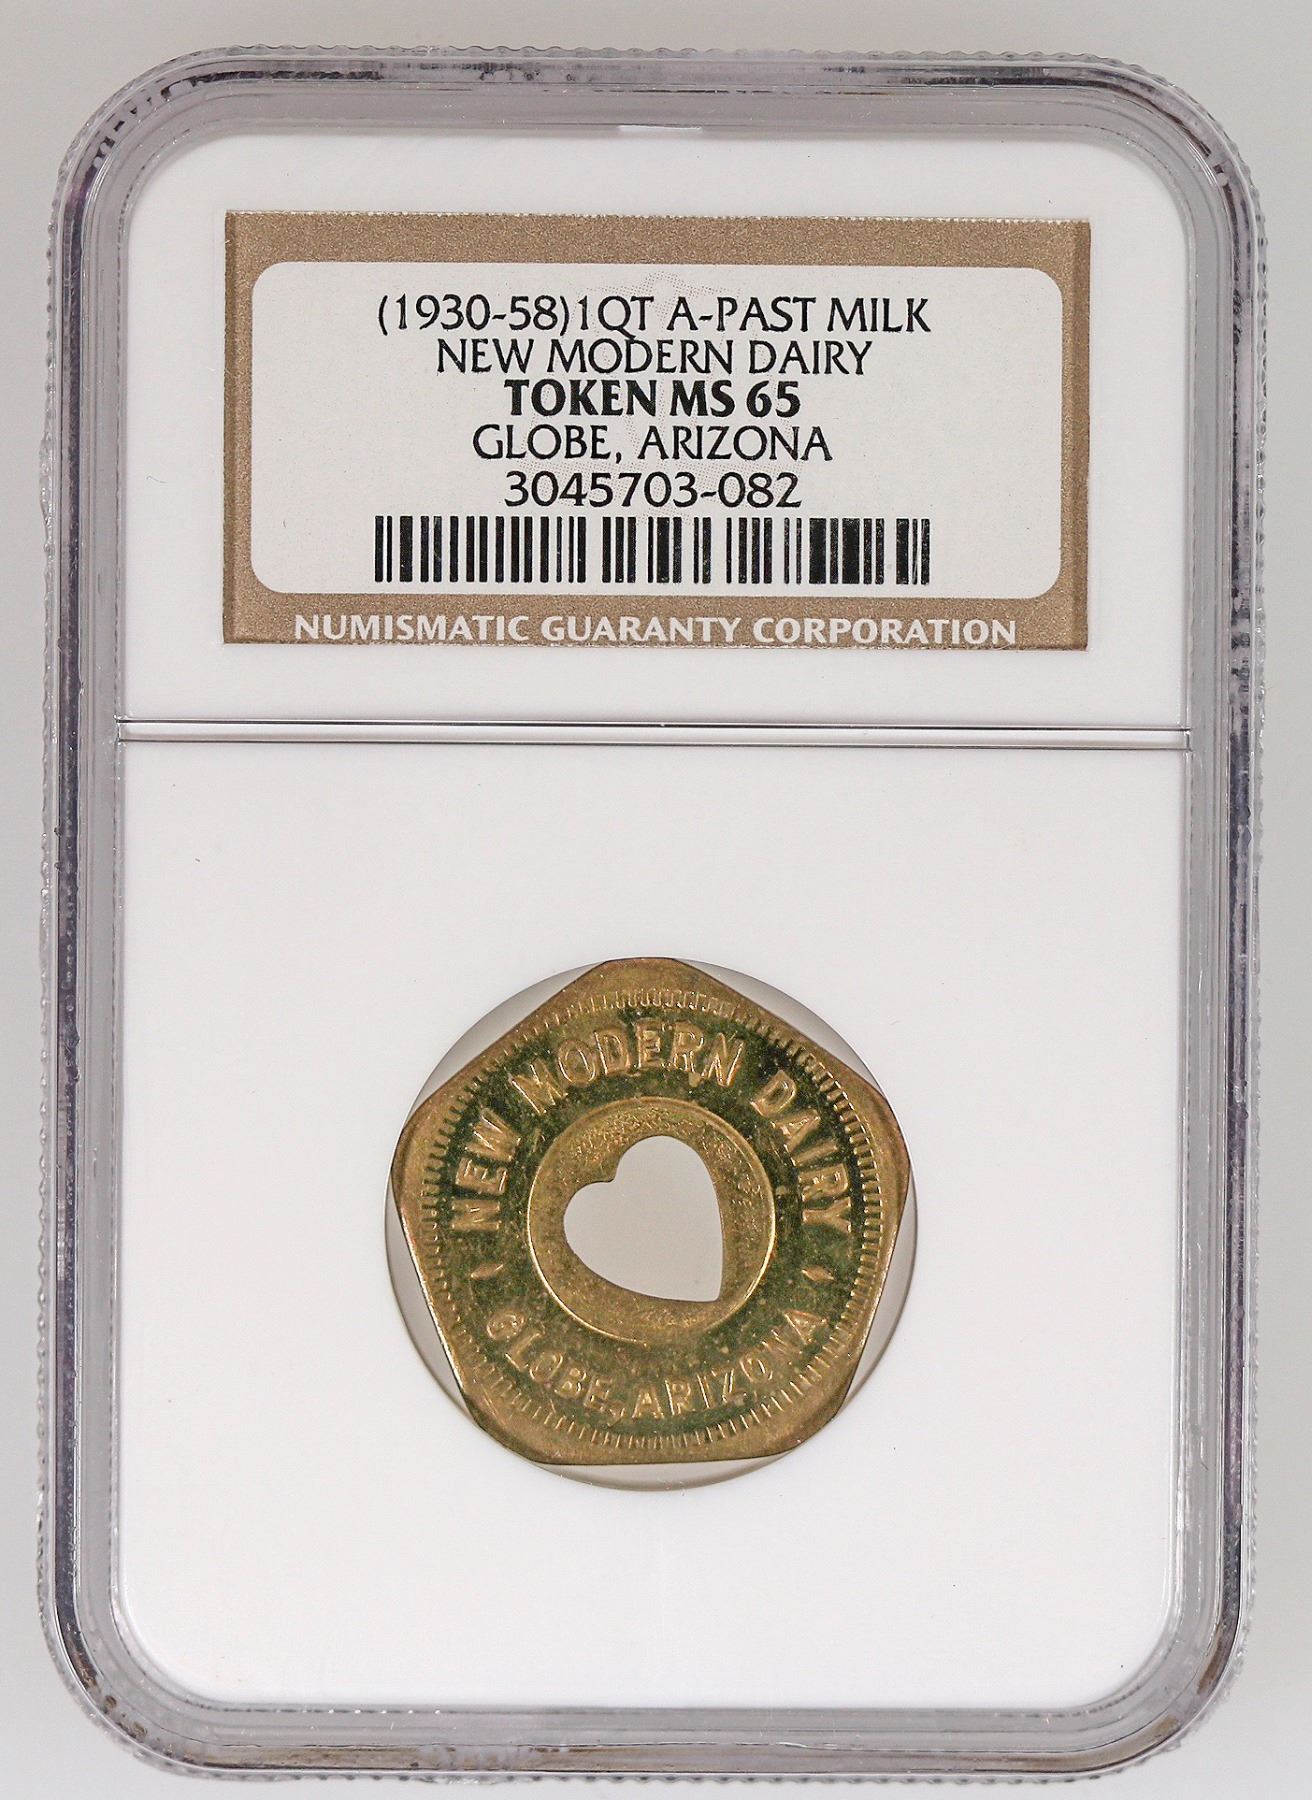 (1930-58)1QT A-PAST MILK
NEW MODERN DAIRY
TOKEN MS 65
GLOBE, ARIZONA
3045703-082
NUMISMATIC GUARANTY CORPORATION
NEW MODERN DAIRY
GLOBE, ARIZONA